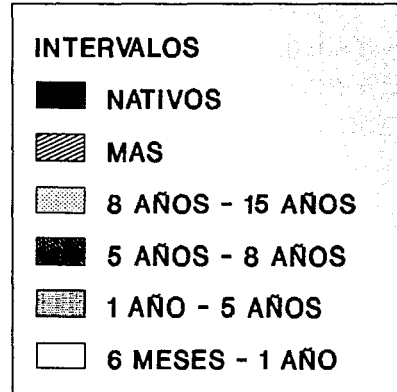 INTERVALOS
NATIVOS
MAS
8 AÑOS - 15 AÑOS
5 AÑOS - 8 AÑOS
1 AÑO - 5 AÑOS
6 MESES - 1 AÑO